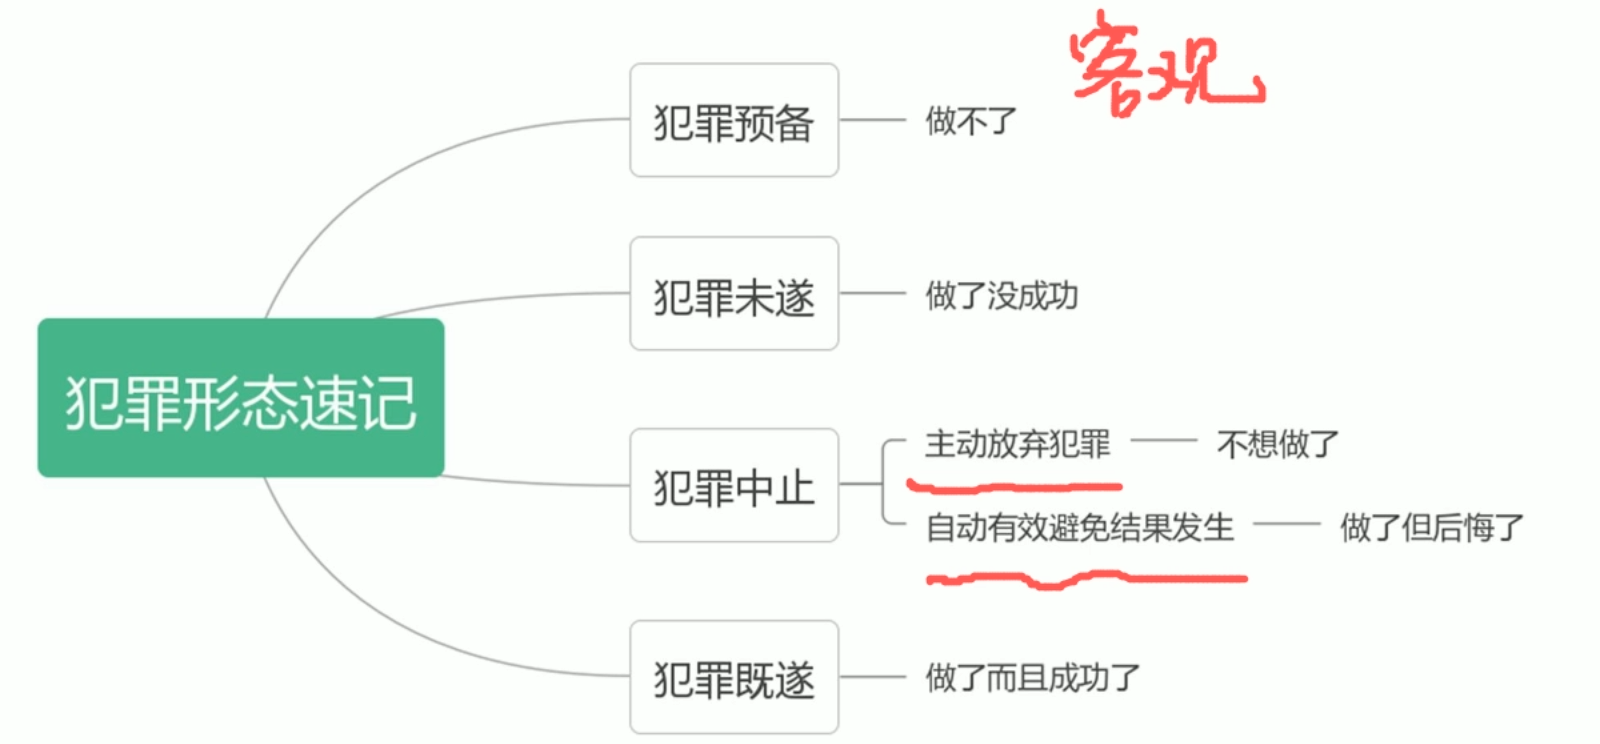 客观
犯罪预备
做不了
犯罪未遂
做了没成功
犯罪形态速记
犯罪中止
主动放弃犯罪
不想做了
自动有效避免结果发生
做了但后悔了
犯罪既遂
做了而且成功了